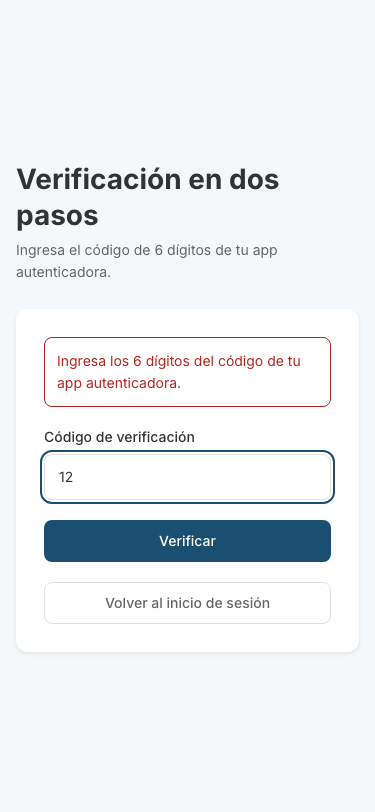 Verificación en dos
pasos
Ingresa el código de 6 dígitos de tu app
autenticadora.
Ingresa los 6 dígitos del código de tu
app autenticadora.
Código de verificación
12
Verificar
Volver al inicio de sesión